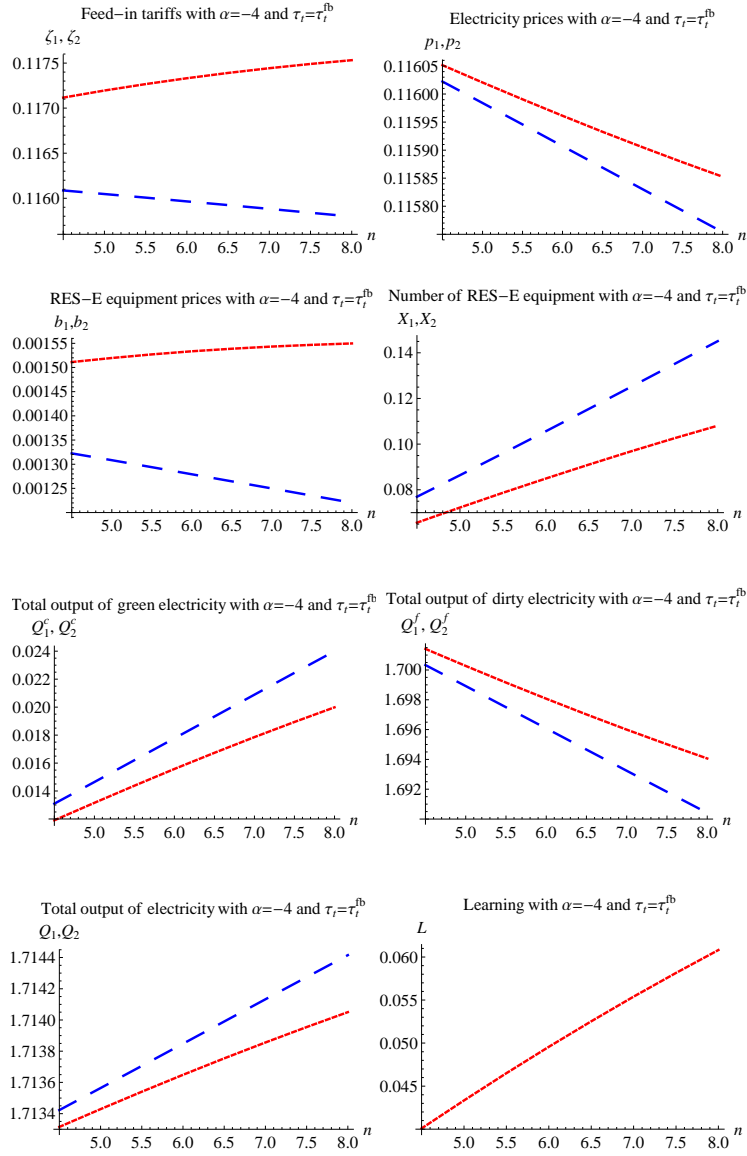 Feed-in tariffs with α=−4 and τₜ=τₜᶠᵇ
ζ₁, ζ₂
0.1175
0.1170
0.1165
0.1160
5.0 5.5 6.0 6.5 7.0 7.5 8.0 n
Electricity prices with α=−4 and τₜ=τₜᶠᵇ
p₁,p₂
0.11605
0.11600
0.11590
0.11585
0.11580
5.0 5.5 6.0 6.5 7.0 7.5 8.0 n
RES−E equipment prices with α=−4 and τₜ=τₜᶠᵇ
b₁,b₂
0.00155
0.00150
0.00145
0.00140
0.00135
0.00130
0.00125
5.0 5.5 6.0 6.5 7.0 7.5 8.0 n
Number of RES−E equipment with α=−4 and τₜ=τₜᶠᵇ
X₁,X₂
0.14
0.12
0.10
0.08
5.0 5.5 6.0 6.5 7.0 7.5 8.0 n
Total output of green electricity with α=−4 and τₜ=τₜᶠᵇ
Q₁ᶜ, Q₂ᶜ
0.024
0.022
0.020
0.018
0.016
0.014
5.0 5.5 6.0 6.5 7.0 7.5 8.0 n
Total output of dirty electricity with α=−4 and τₜ=τₜᶠᵇ
Q₁ᶠ, Q₂ᶠ
1.700
1.698
1.696
1.694
1.692
5.0 5.5 6.0 6.5 7.0 7.5 8.0 n
Total output of electricity with α=−4 and τₜ=τₜᶠᵇ
Q₁,Q₂
1.7144
1.7142
1.7140
1.7136
1.7134
5.0 5.5 6.0 6.5 7.0 7.5 8.0 n
Learning with α=−4 and τₜ=τₜᶠᵇ
L
0.060
0.055
0.050
0.045
5.0 5.5 6.0 6.5 7.0 7.5 8.0 n